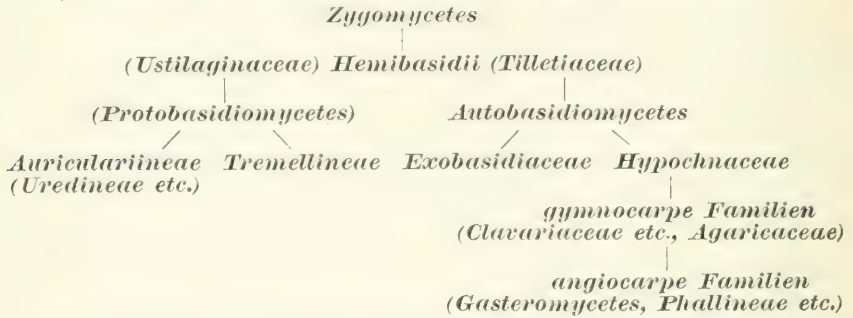 Zygomycetes
(Ustilaginaceae) Hemibasidii (Tilletiaceae)
(Protobasidiomycetes) Autobasidiomycetes
Auriculariineae Tremellineae Exobasidiaceae Hypochnaceae
(Uredineae etc.)
gymnocarpe Familien
(Clavariaceae etc., Agaricaceae)
angiocarpe Familien
(Gasteromycetes, Phallineae etc.)